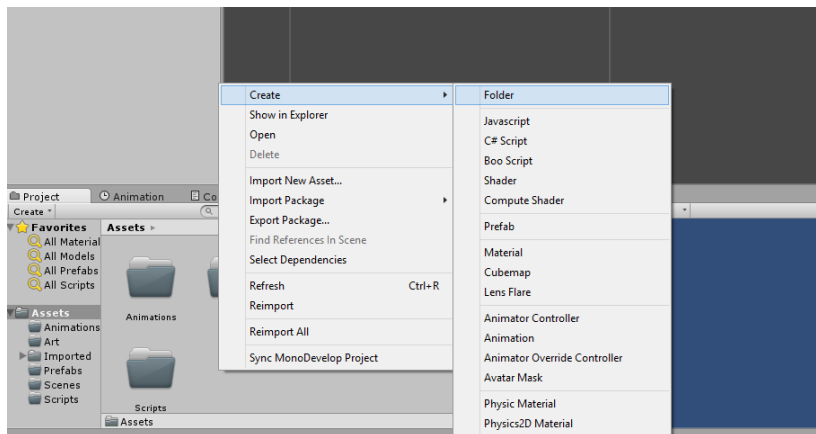 Create
Folder
Show in Explorer
Open
Delete
Import New Asset...
Import Package
Export Package...
Find References In Scene
Select Dependencies
Refresh Ctrl+R
Reimport
Reimport All
Sync MonoDevelop Project
Javascript
C# Script
Boo Script
Shader
Compute Shader
Prefab
Material
Cubemap
Lens Flare
Animator Controller
Animation
Animator Override Controller
Avatar Mask
Physic Material
Physics2D Material
Project
Animation
Co
Create
Favorites
All Material
All Models
All Prefabs
All Scripts
Assets
Animations
Art
Imported
Prefabs
Scenes
Scripts
Assets
Animations
Scripts
Assets